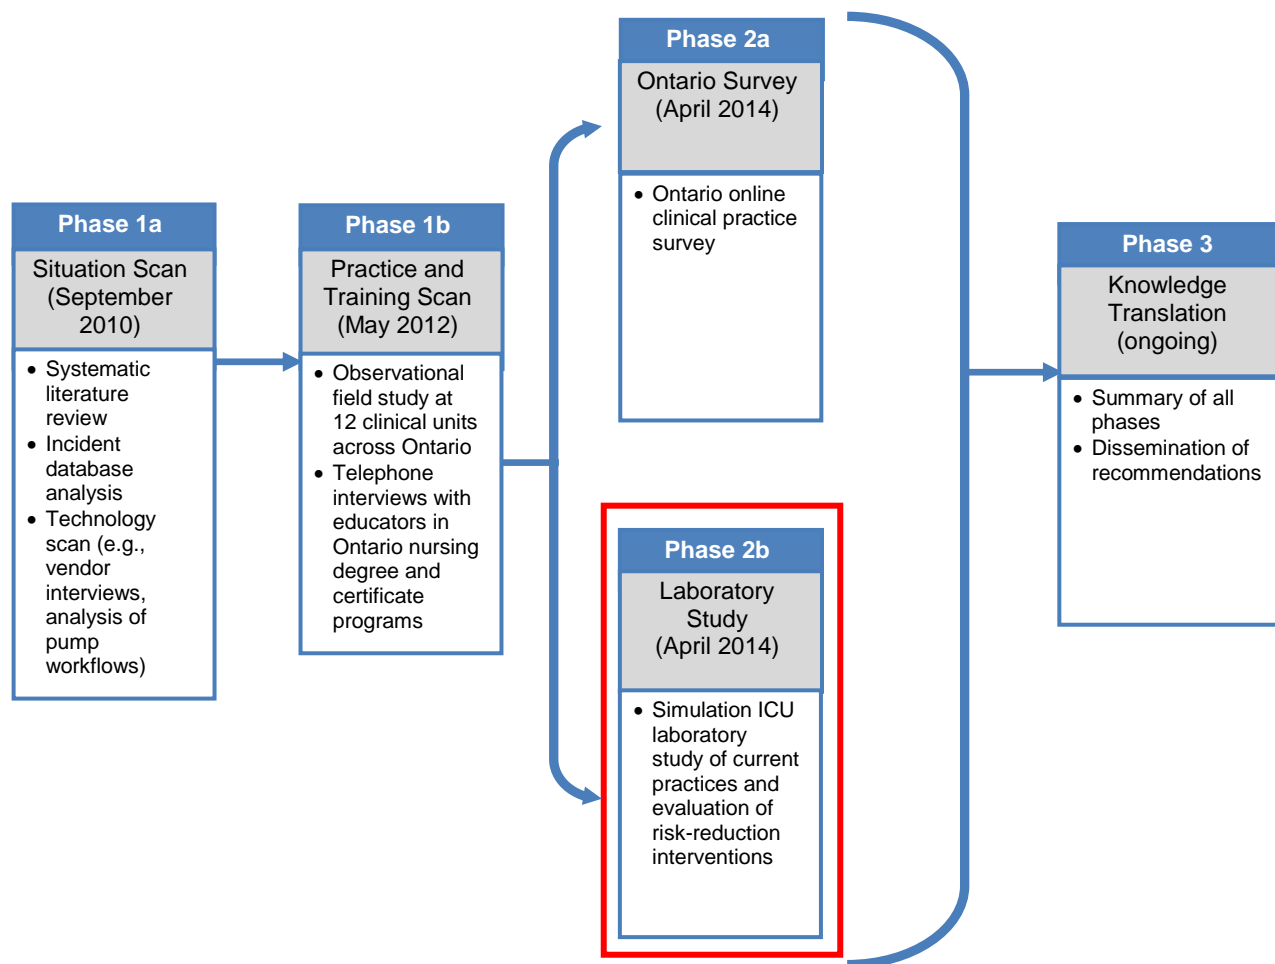 Phase 1a
Situation Scan
(September
2010)
• Systematic
literature
review
• Incident
database
analysis
• Technology
scan (e.g.,
vendor
interviews,
analysis of
pump
workflows)
Phase 1b
Practice and
Training Scan
(May 2012)
• Observational
field study at
12 clinical units
across Ontario
• Telephone
interviews with
educators in
Ontario nursing
degree and
certificate
programs
Phase 2a
Ontario Survey
(April 2014)
• Ontario online
clinical practice
survey
Phase 2b
Laboratory
Study
(April 2014)
• Simulation ICU
laboratory
study of current
practices and
evaluation of
risk-reduction
interventions
Phase 3
Knowledge
Translation
(ongoing)
• Summary of all
phases
• Dissemination of
recommendations